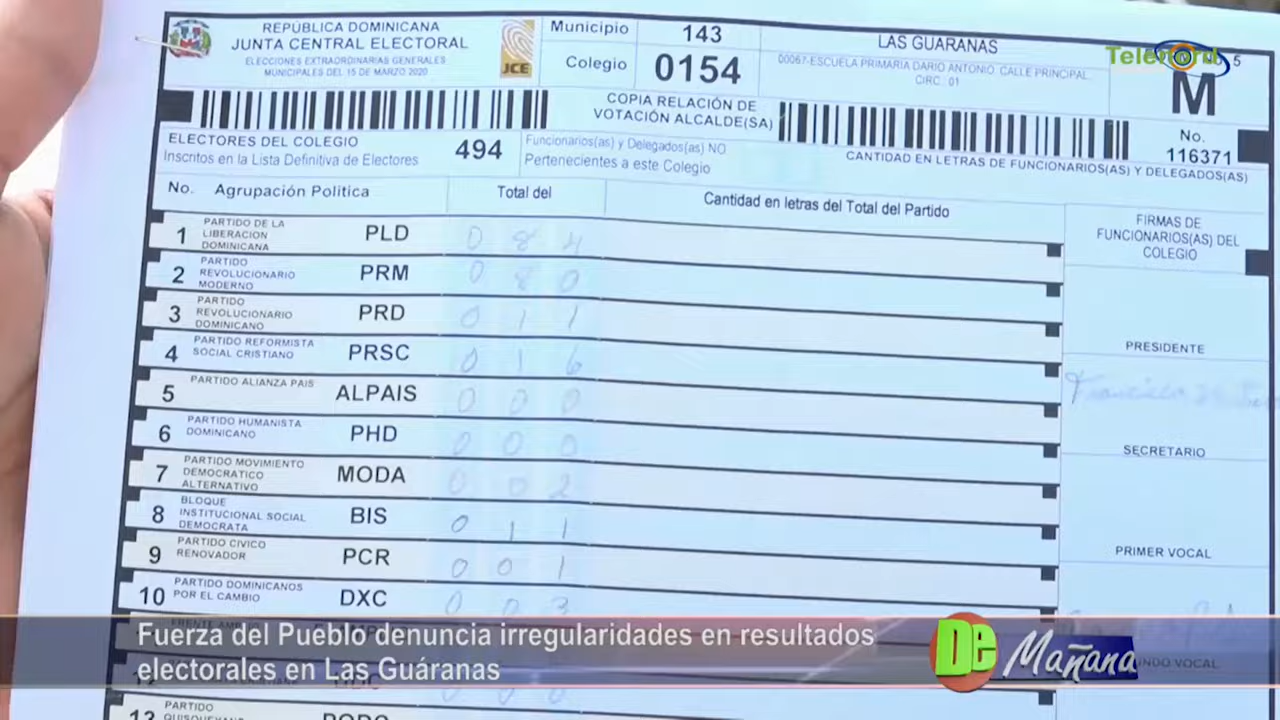 REPÚBLICA DOMINICANA
JUNTA CENTRAL ELECTORAL
ELECCIONES EXTRAORDINARIAS GENERALES
MUNICIPALES DEL 15 DE MARZO 2020
JCE
Municipio 143 LAS GUARANAS
Colegio 0154 00067-ESCUELA PRIMARIA DARIO ANTONIO. CALLE PRINCIPAL.
CIRC.: 01
Telenord 5
M
COPIA RELACIÓN DE
VOTACIÓN ALCALDE(SA)
No.
116371
ELECTORES DEL COLEGIO
Inscritos en la Lista Definitiva de Electores 494
Funcionarios(as) y Delegados(as) NO
Pertenecientes a este Colegio
CANTIDAD EN LETRAS DE FUNCIONARIOS(AS) Y DELEGADOS(AS)
No. Agrupación Politica Total del Cantidad en letras del Total del Partido
FIRMAS DE
FUNCIONARIOS(AS) DEL
COLEGIO
1 PARTIDO DE LA LIBERACION DOMINICANA PLD 0 8 4
2 PARTIDO REVOLUCIONARIO MODERNO PRM 0 8 0
3 PARTIDO REVOLUCIONARIO DOMINICANO PRD 0 1 1
PRESIDENTE
4 PARTIDO REFORMISTA SOCIAL CRISTIANO PRSC 0 1 6
5 PARTIDO ALIANZA PAIS ALPAIS 0 0 0
6 PARTIDO HUMANISTA DOMINICANO PHD 0 0 0
SECRETARIO
7 PARTIDO MOVIMIENTO DEMOCRATICO ALTERNATIVO MODA 0 0 2
8 BLOQUE INSTITUCIONAL SOCIAL DEMOCRATA BIS 0 1 1
9 PARTIDO CIVICO RENOVADOR PCR 0 0 1
PRIMER VOCAL
10 PARTIDO DOMINICANOS POR EL CAMBIO DXC 0 0 3
Fuerza del Pueblo denuncia irregularidades en resultados
electorales en Las Guáranas
De Mañana
VOCAL
0 0 0
PARTIDO